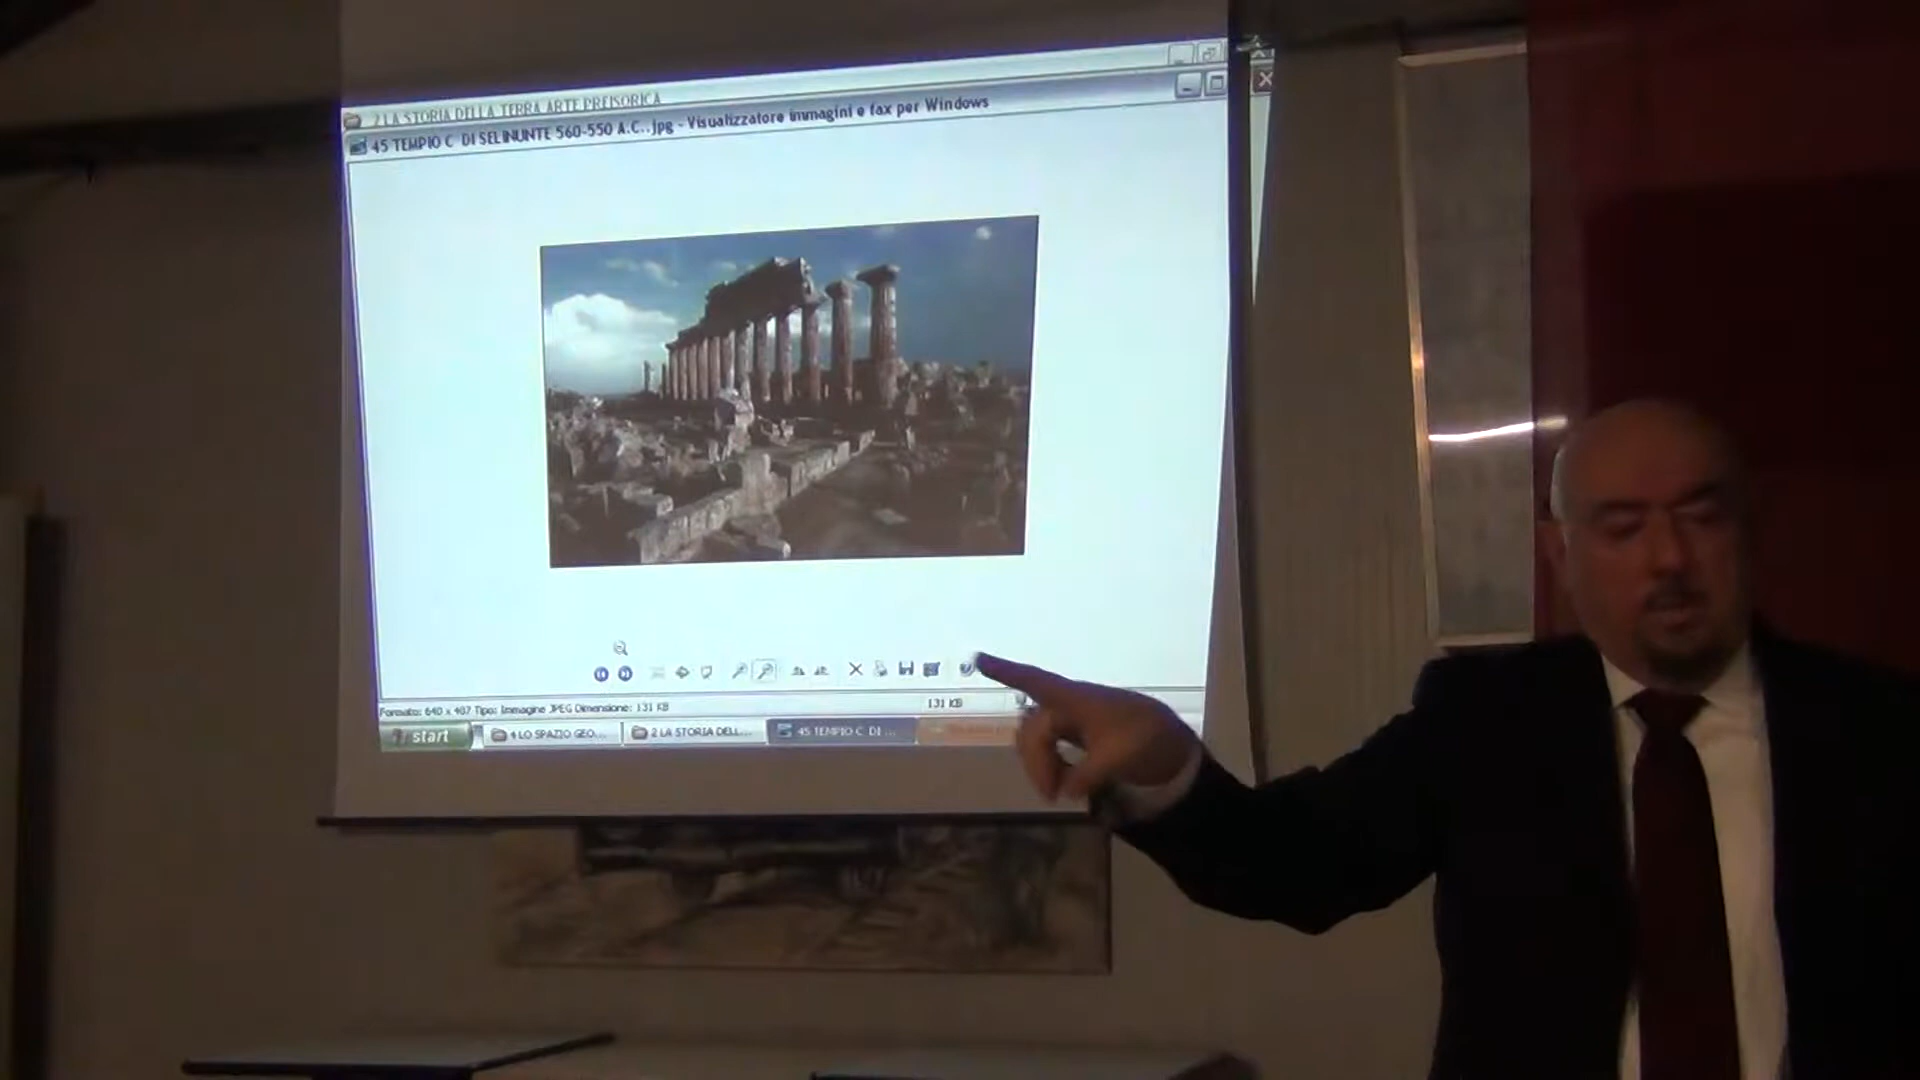 2 LA STORIA DELLA TERRA ARTE PREISORICA
45 TEMPIO C DI SELINUNTE 560-550 A.C..jpg - Visualizzatore immagini e fax per Windows
Formato: 640 x 487 Tipo: Immagine JPEG Dimensione: 131 KB
131 KB
start
4 LO SPAZIO GEO...
2 LA STORIA DELL...
45 TEMPIO C DI ...